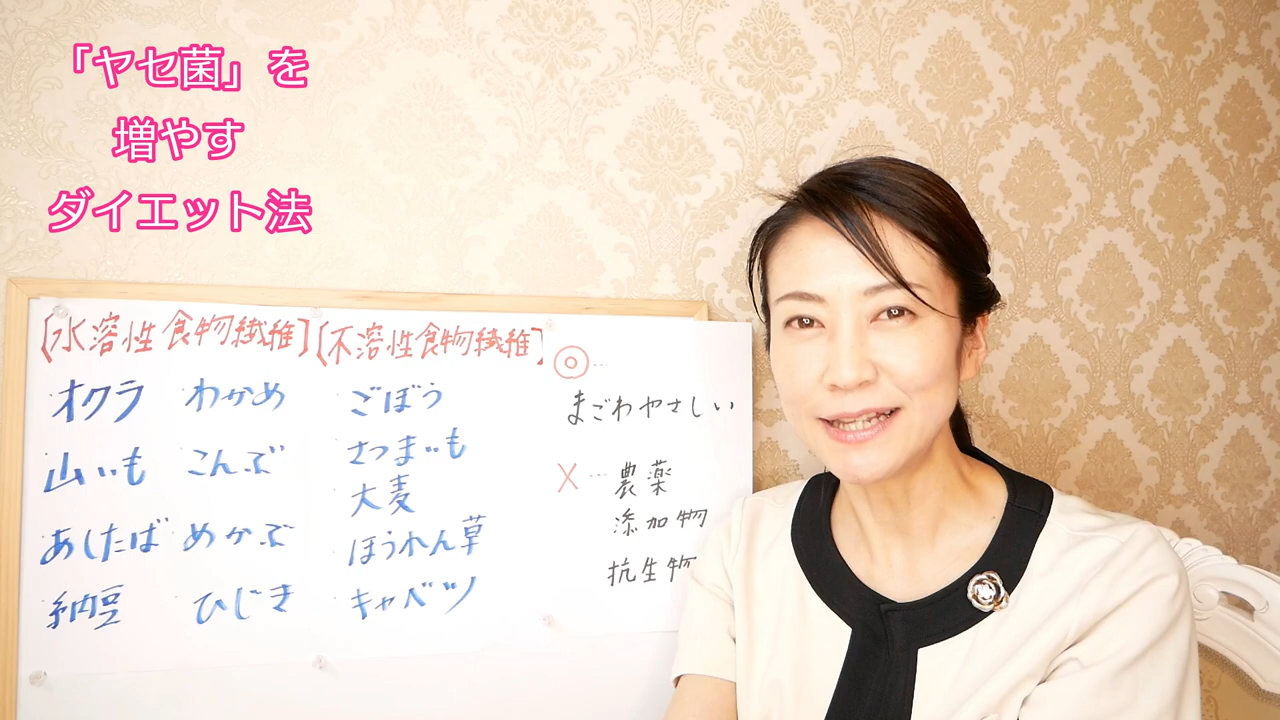 「ヤセ菌」を
増やす
ダイエット法
[水溶性食物繊維]
オクラ わかめ
山いも こんぶ
あしたば めかぶ
納豆 ひじき
[不溶性食物繊維]
ごぼう
さつまいも
大麦
ほうれん草
キャベツ
◎…
まごわやさしい
×… 農薬
添加物
抗生物